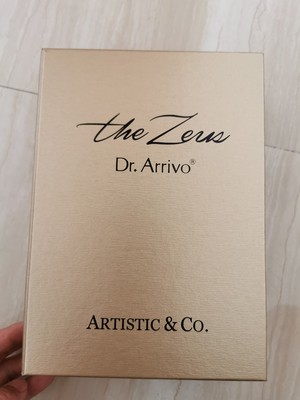 the Zeus
Dr. Arrivo®
ARTISTIC & CO.